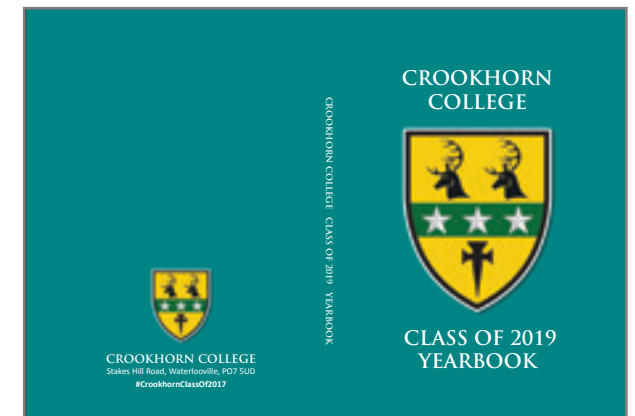 CROOKHORN COLLEGE
Stakes Hill Road, Waterlooville, PO7 5UD
#CrookhornClassOf2017
CROOKHORN COLLEGE CLASS OF 2019 YEARBOOK
CROOKHORN
COLLEGE
CLASS OF 2019
YEARBOOK